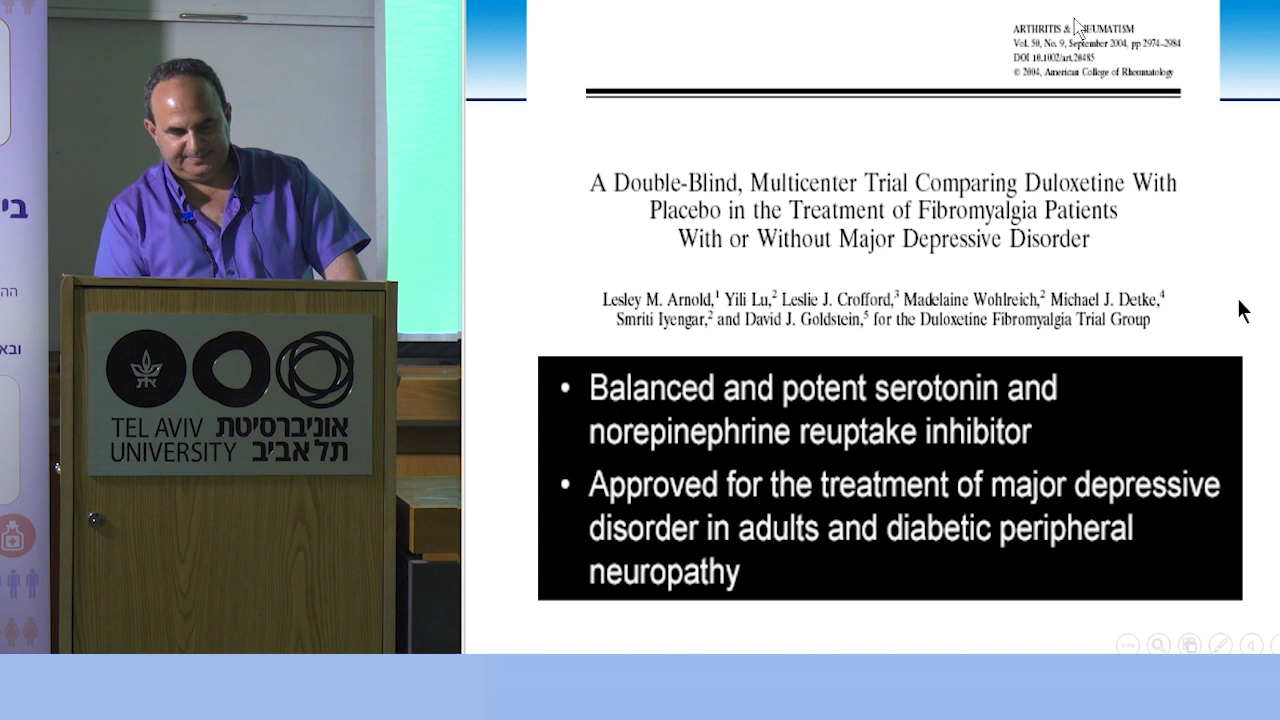 בי
הה
ובא
TEL AVIV אוניברסיטת
UNIVERSITY תל אביב
ARTHRITIS & RHEUMATISM
Vol. 50, No. 9, September 2004, pp 2974–2984
DOI 10.1002/art.20485
© 2004, American College of Rheumatology
A Double-Blind, Multicenter Trial Comparing Duloxetine With
Placebo in the Treatment of Fibromyalgia Patients
With or Without Major Depressive Disorder
Lesley M. Arnold,1 Yili Lu,2 Leslie J. Crofford,3 Madelaine Wohlreich,2 Michael J. Detke,4
Smriti Iyengar,2 and David J. Goldstein,5 for the Duloxetine Fibromyalgia Trial Group
• Balanced and potent serotonin and
norepinephrine reuptake inhibitor
• Approved for the treatment of major depressive
disorder in adults and diabetic peripheral
neuropathy